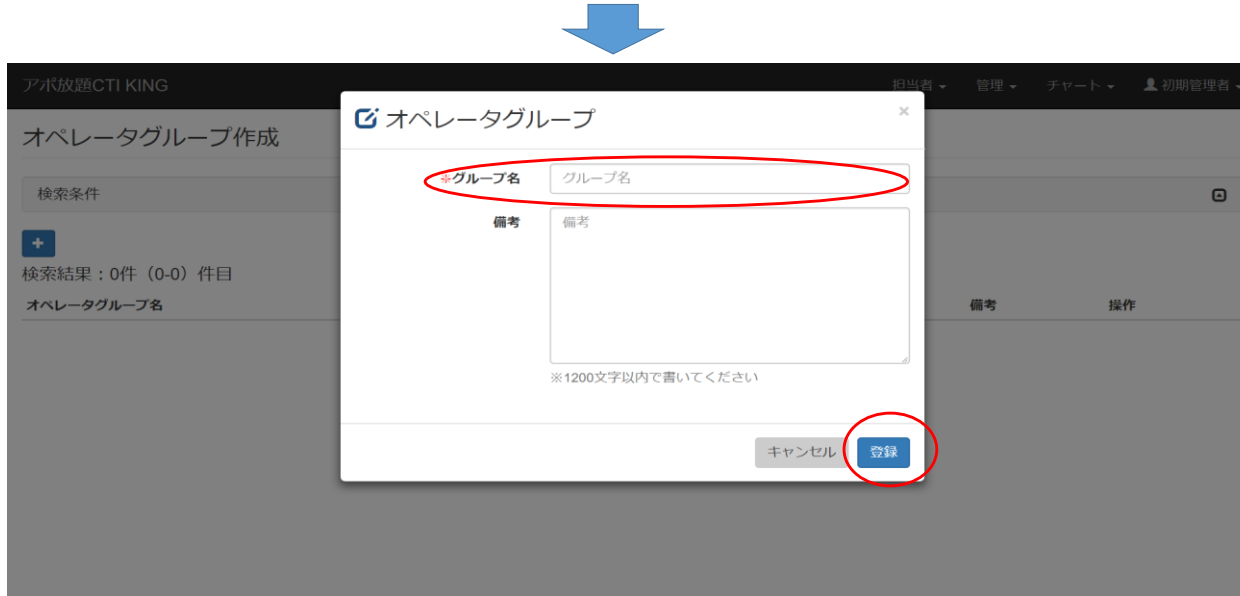 アポ放題CTI KING
担当者 管理 チャート 初期管理者
オペレータグループ作成
検索条件
検索結果：0件（0-0）件目
オペレータグループ名 備考 操作
オペレータグループ
×
※グループ名 グループ名
備考 備考
※1200文字以内で書いてください
キャンセル 登録